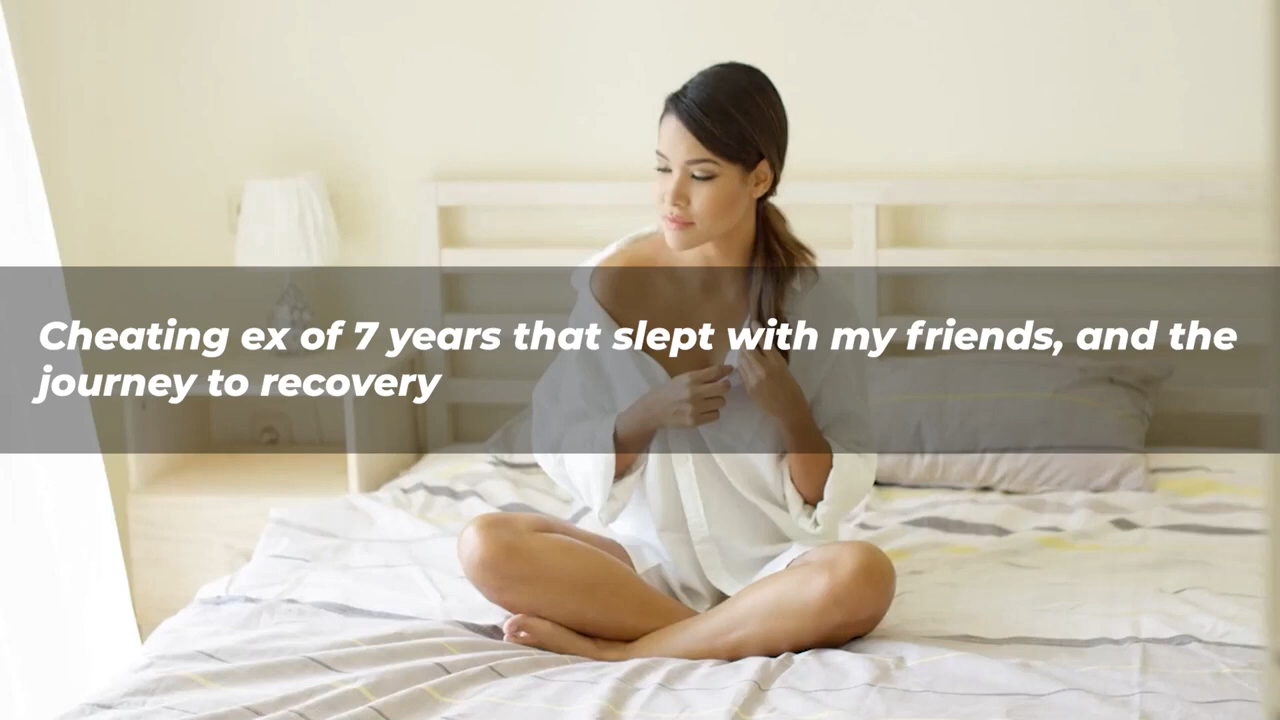 Cheating ex of 7 years that slept with my friends, and the
journey to recovery